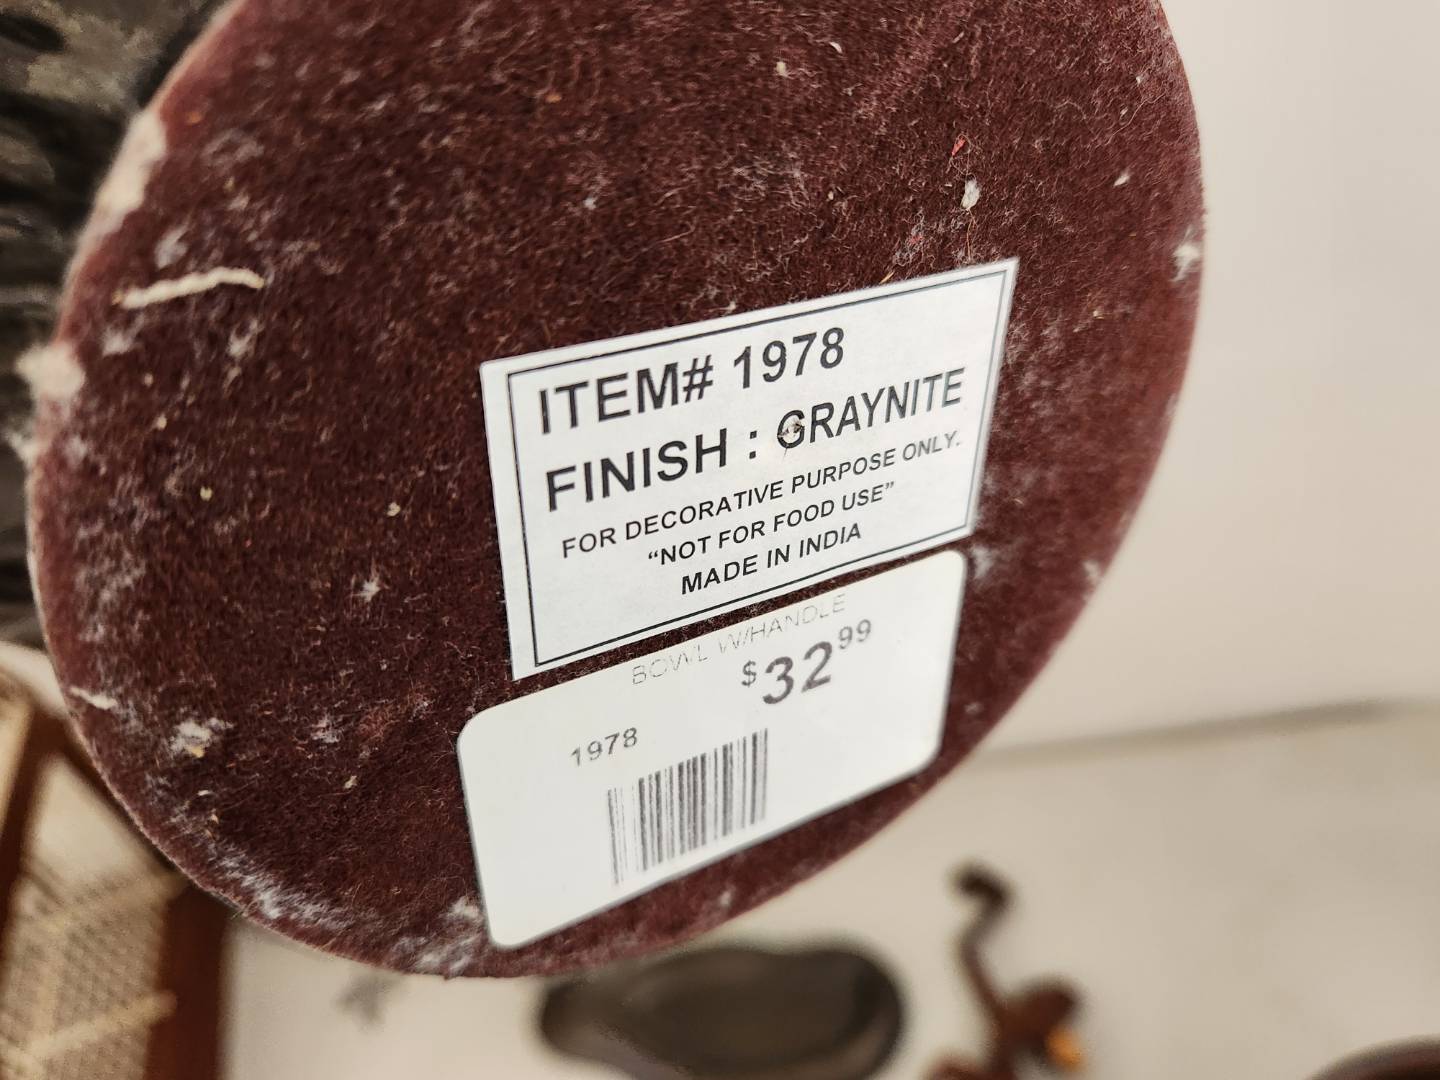 ITEM# 1978
FINISH : GRAYNITE
FOR DECORATIVE PURPOSE ONLY.
“NOT FOR FOOD USE”
MADE IN INDIA
BOWL W/HANDLE
$32.99
1978